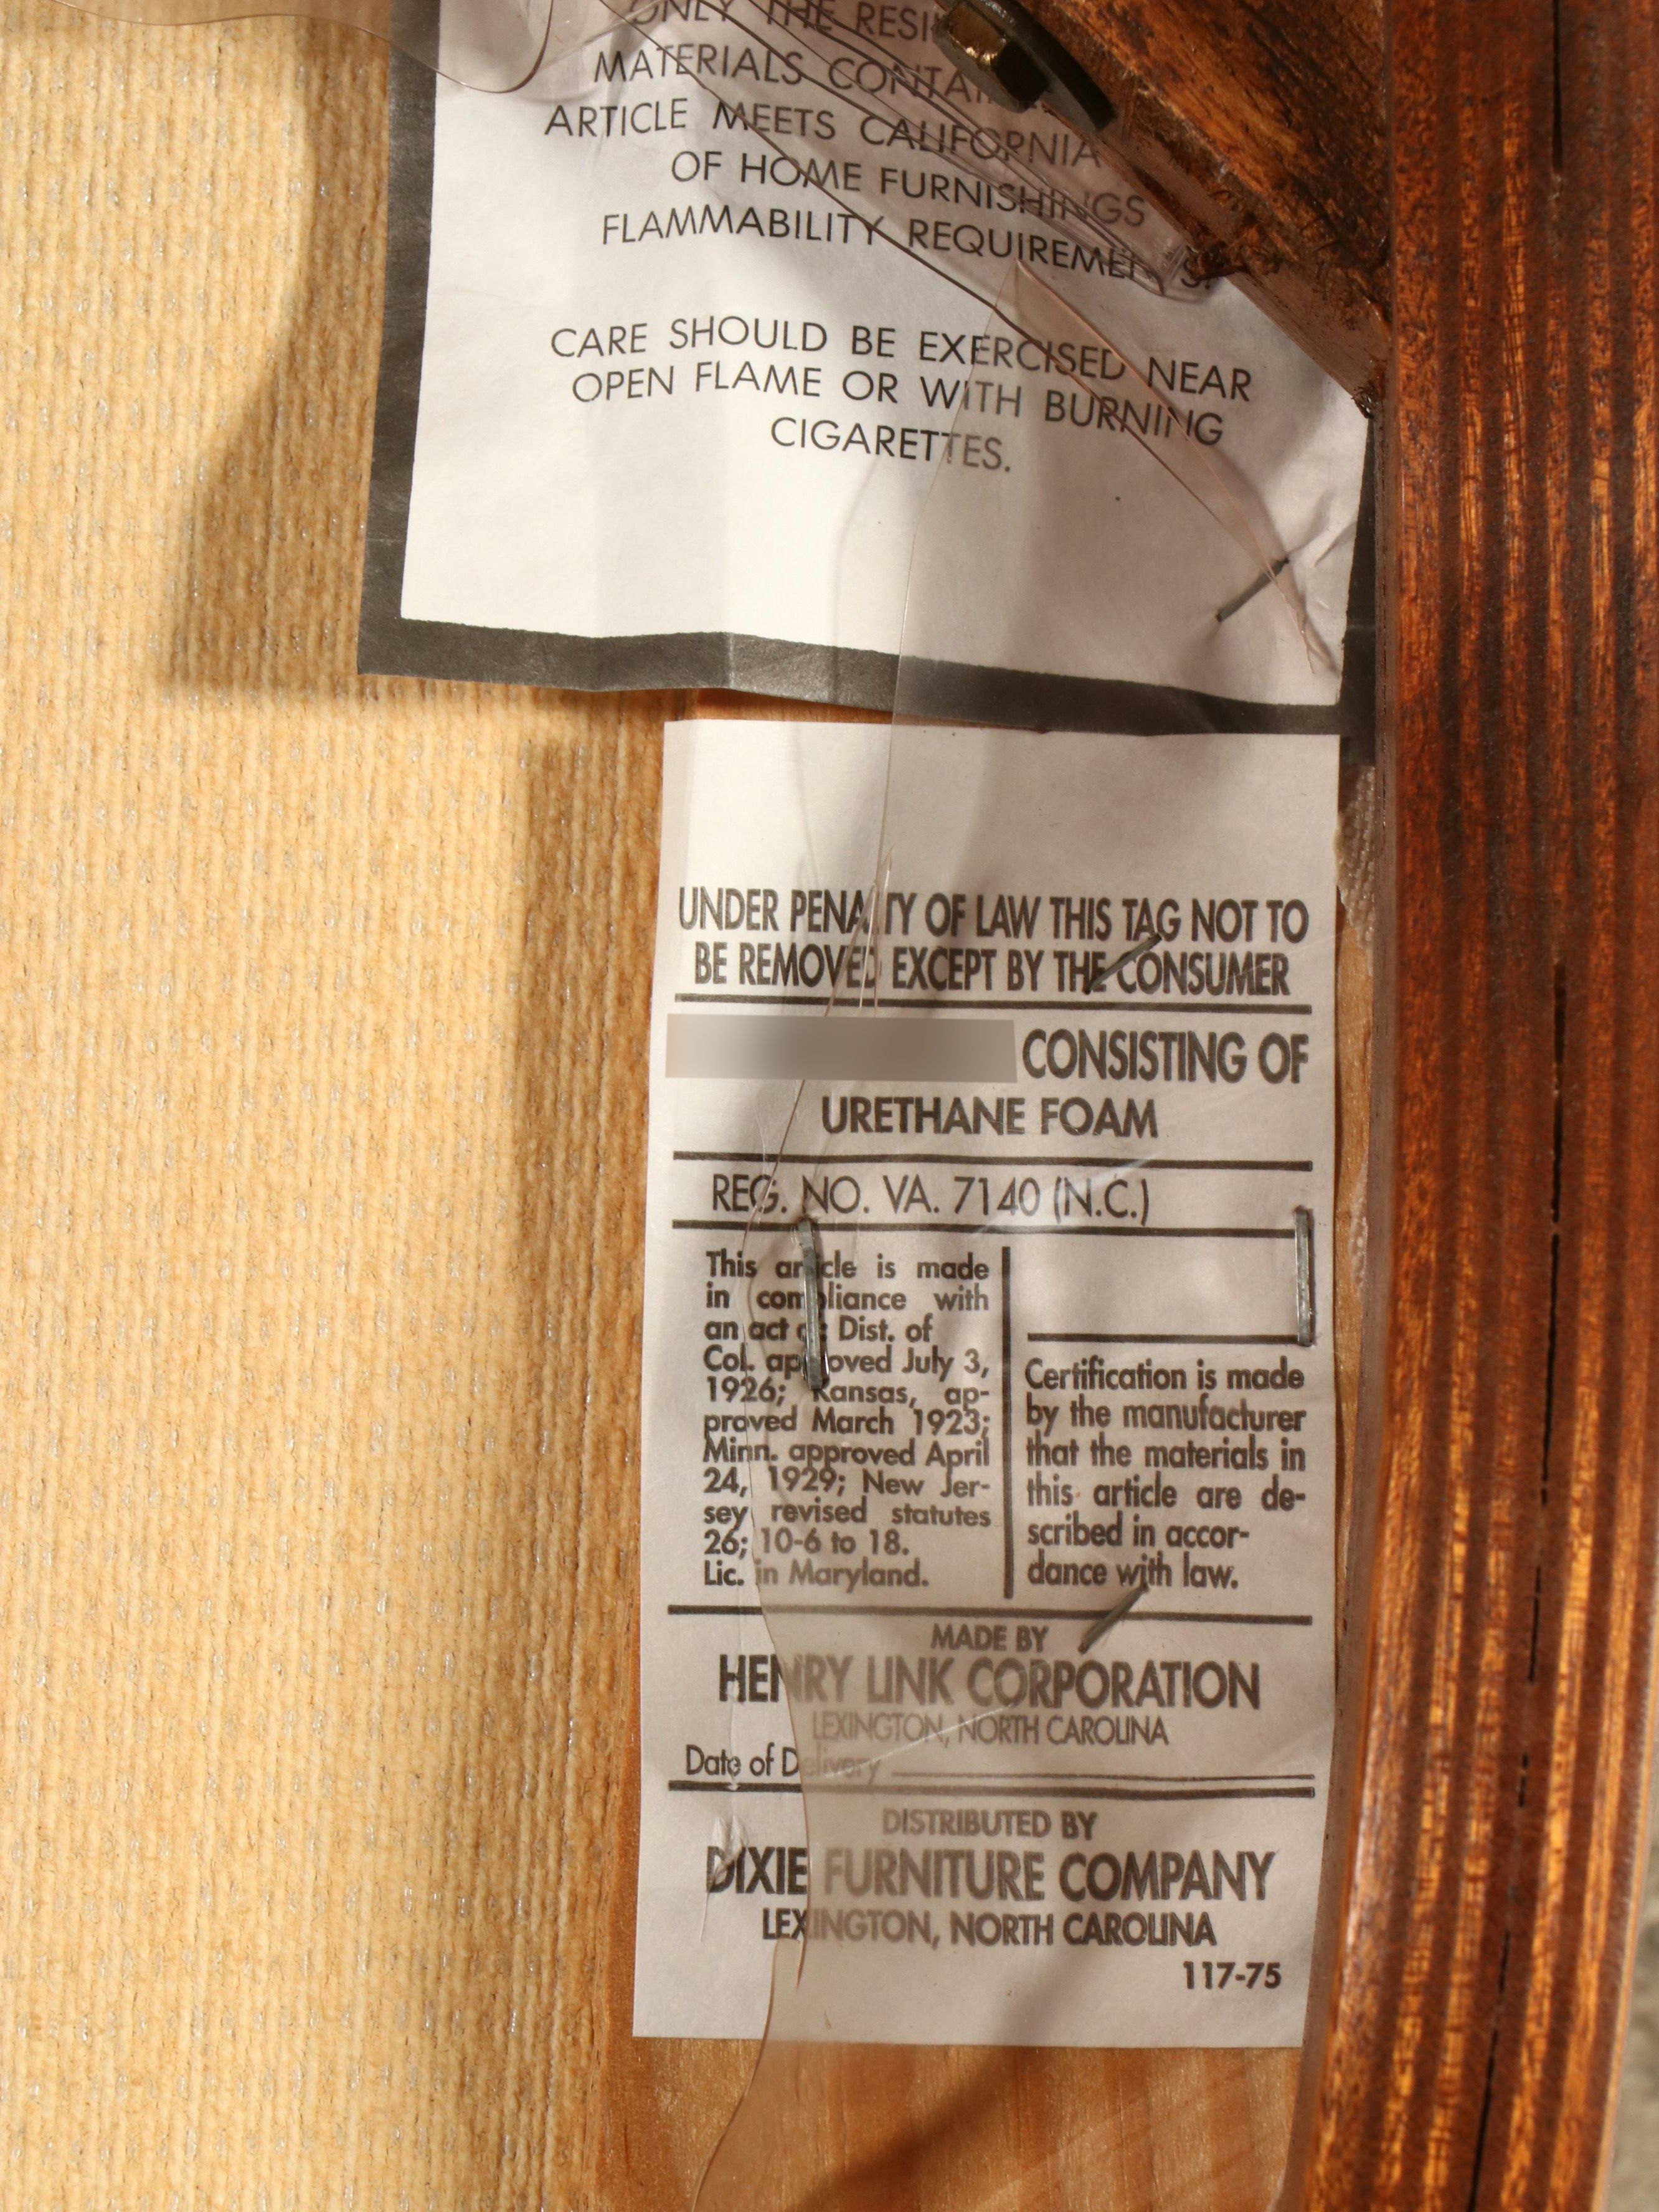 ONLY THE
MATERIALS
ARTICLE MEETS CALIFORNIA
OF HOME FURNISHINGS
FLAMMABILITY REQUIREMENTS.
CARE SHOULD BE EXERCISED NEAR
OPEN FLAME OR WITH BURNING
CIGARETTES.
UNDER PENALTY OF LAW THIS TAG NOT TO
BE REMOVED EXCEPT BY THE CONSUMER
CONSISTING OF
URETHANE FOAM
REG. NO. VA. 7140 (N.C.)
This article is made
in compliance with
an act of Dist. of
Col. approved July 3,
1926; Kansas, ap-
proved March 1923;
Minn. approved April
24, 1929; New Jer-
sey revised statutes
26; 10-6 to 18.
Lic. in Maryland.
Certification is made
by the manufacturer
that the materials in
this article are de-
scribed in accor-
dance with law.
MADE BY
HENRY LINK CORPORATION
LEXINGTON, NORTH CAROLINA
Date of Delivery
DISTRIBUTED BY
DIXIE FURNITURE COMPANY
LEXINGTON, NORTH CAROLINA
117-75